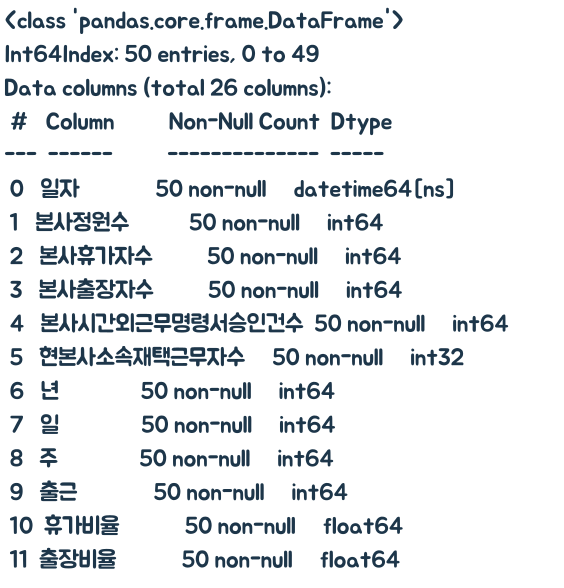 <class 'pandas.core.frame.DataFrame'>
Int64Index: 50 entries, 0 to 49
Data columns (total 26 columns):
# Column Non-Null Count Dtype
--- ------ -------------- -----
0 일자 50 non-null datetime64[ns]
1 본사정원수 50 non-null int64
2 본사휴가자수 50 non-null int64
3 본사출장자수 50 non-null int64
4 본사시간외근무명령서승인건수 50 non-null int64
5 현본사소속재택근무자수 50 non-null int32
6 년 50 non-null int64
7 일 50 non-null int64
8 주 50 non-null int64
9 출근 50 non-null int64
10 휴가비율 50 non-null float64
11 출장비율 50 non-null float64